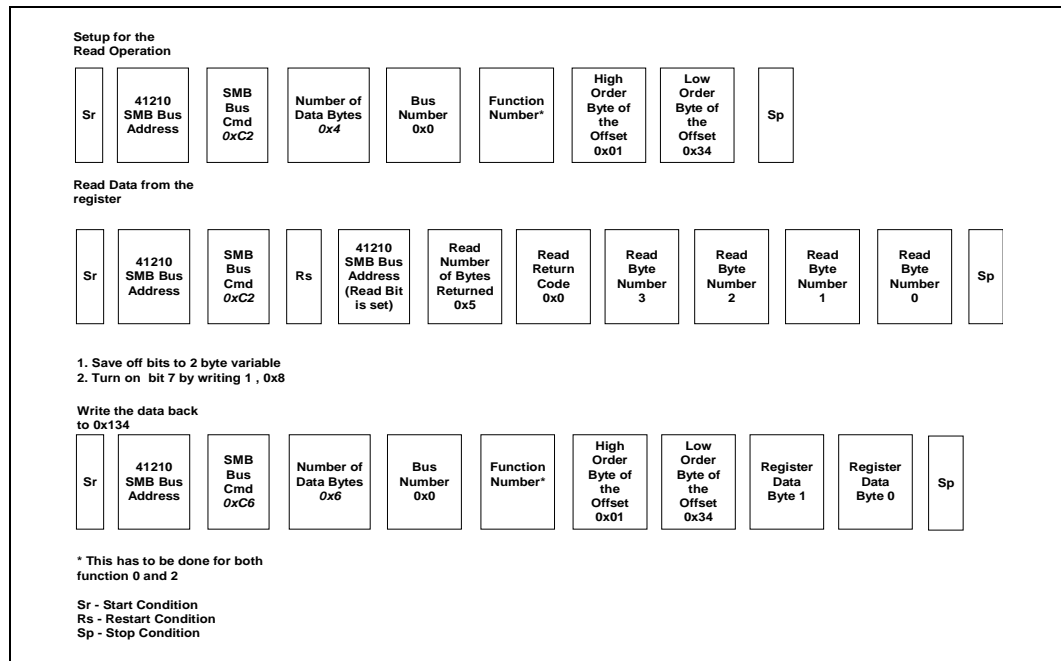 Setup for the
Read Operation
Sr
41210
SMB Bus
Address
SMB
Bus
Cmd
0xC2
Number of
Data Bytes
0x4
Bus
Number
0x0
Function
Number*
High
Order
Byte of
the
Offset
0x01
Low
Order
Byte of
the
Offset
0x34
Sp
Read Data from the
register
Sr
41210
SMB Bus
Address
SMB
Bus
Cmd
0xC2
Rs
41210
SMB Bus
Address
(Read Bit
is set)
Read
Number
of Bytes
Returned
0x5
Read
Return
Code
0x0
Read
Byte
Number
3
Read
Byte
Number
2
Read
Byte
Number
1
Read
Byte
Number
0
Sp
1. Save off bits to 2 byte variable
2. Turn on bit 7 by writing 1 , 0x8
Write the data back
to 0x134
Sr
41210
SMB Bus
Address
SMB
Bus
Cmd
0xC6
Number of
Data Bytes
0x6
Bus
Number
0x0
Function
Number*
High
Order
Byte of
the
Offset
0x01
Low
Order
Byte of
the
Offset
0x34
Register
Data
Byte 1
Register
Data
Byte 0
Sp
* This has to be done for both
function 0 and 2
Sr - Start Condition
Rs - Restart Condition
Sp - Stop Condition